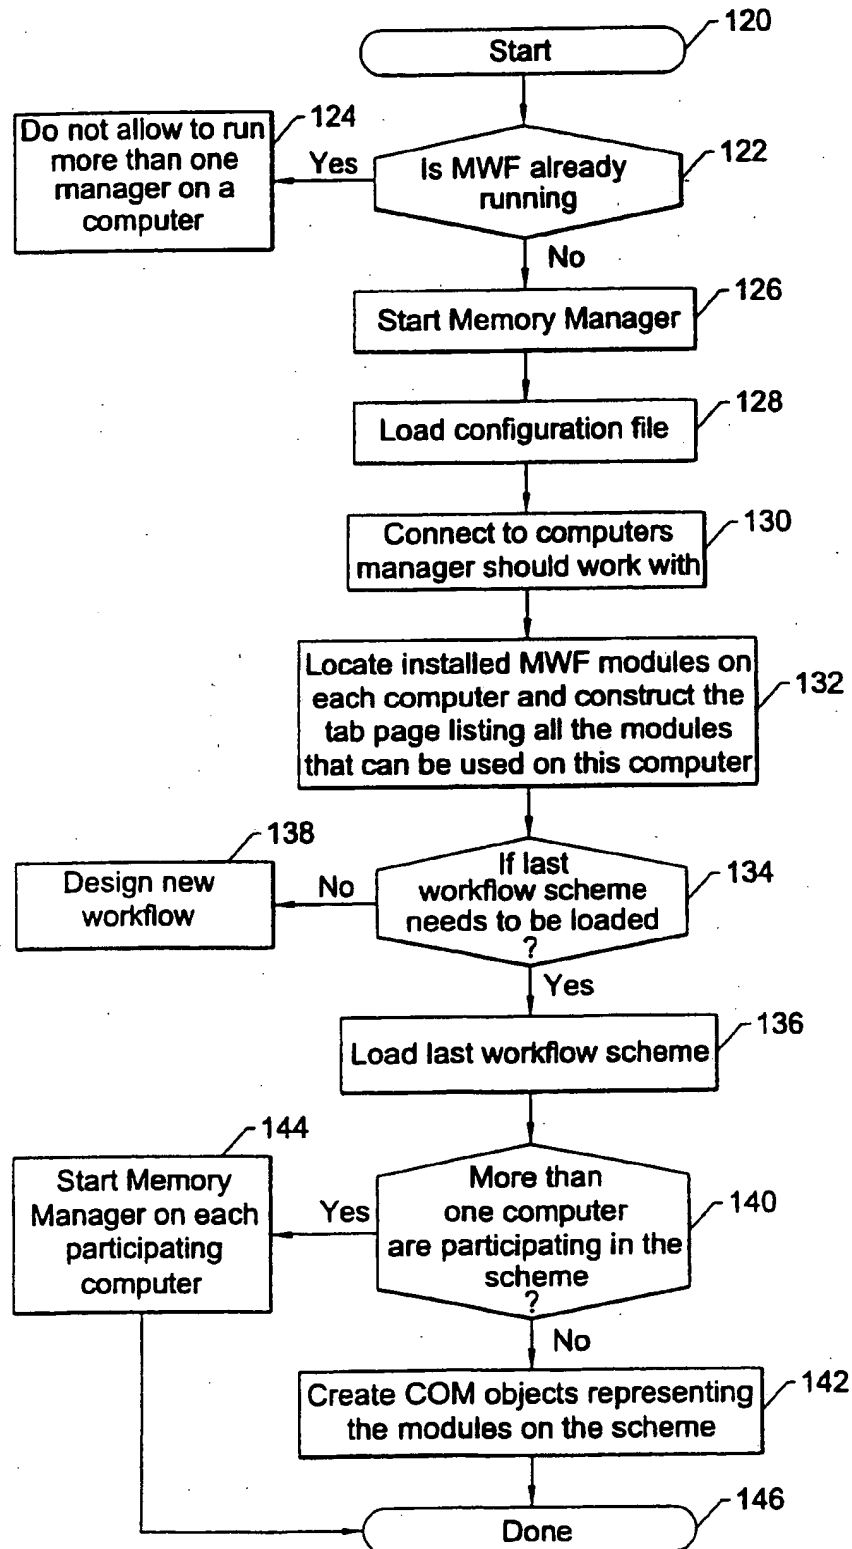 120
Start
Do not allow to run
more than one
manager on a
computer
124
Yes
Is MWF already
running
122
No
Start Memory Manager
126
Load configuration file
128
Connect to computers
manager should work with
130
Locate installed MWF modules on
each computer and construct the
tab page listing all the modules
that can be used on this computer
132
138
Design new
workflow
No
If last
workflow scheme
needs to be loaded
?
134
Yes
Load last workflow scheme
136
144
Start Memory
Manager on each
participating
computer
Yes
More than
one computer
are participating in the
scheme
?
140
No
Create COM objects representing
the modules on the scheme
142
Done
146